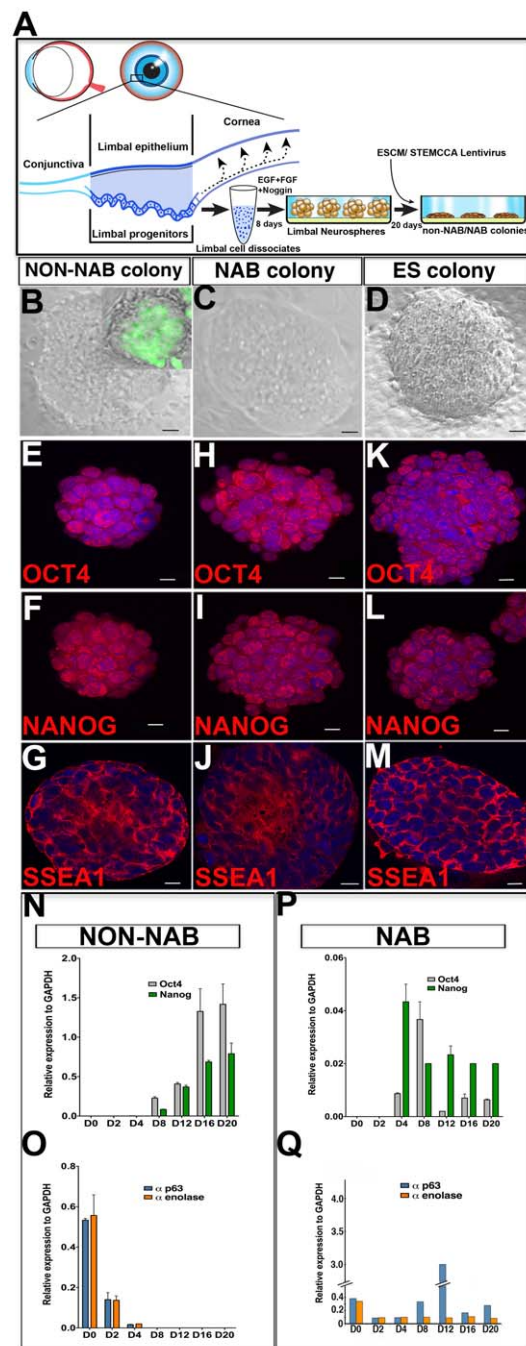 A
Limbal epithelium
Cornea
Conjunctiva
EGF+FGF
+Noggin
ESCM/ STEMCCA Lentivirus
Limbal progenitors
Limbal cell dissociates
8 days
Limbal Neurospheres
20 days
non-NAB/NAB colonies
NON-NAB colony
NAB colony
ES colony
B
C
D
E
H
K
OCT4
OCT4
OCT4
F
I
L
NANOG
NANOG
NANOG
G
J
M
SSEA1
SSEA1
SSEA1
N
NON-NAB
Relative expression to GAPDH
2.0
1.5
1.0
0.5
0.0
Oct4
Nanog
D0 D2 D4 D8 D12 D16 D20
P
NAB
Relative expression to GAPDH
0.06
0.04
0.02
0.00
Oct4
Nanog
D0 D2 D4 D8 D12 D16 D20
O
Relative expression to GAPDH
0.8
0.6
0.4
0.2
0.0
α p63
α enolase
D0 D2 D4 D8 D12 D16 D20
Q
Relative expression to GAPDH
4.0
3.0
0.4
0.2
0
α p63
α enolase
D0 D2 D4 D8 D12 D16 D20